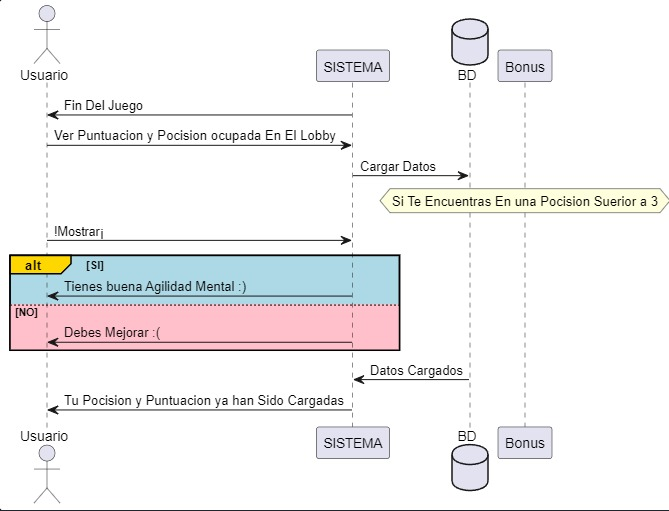 Usuario
SISTEMA
BD
Bonus
Fin Del Juego
Ver Puntuacion y Pocision ocupada En El Lobby
Cargar Datos
Si Te Encuentras En una Pocision Suerior a 3
!Mostrar¡
alt [SI]
Tienes buena Agilidad Mental :)
[NO]
Debes Mejorar :(
Datos Cargados
Tu Pocision y Puntuacion ya han Sido Cargadas
Usuario
SISTEMA
BD
Bonus